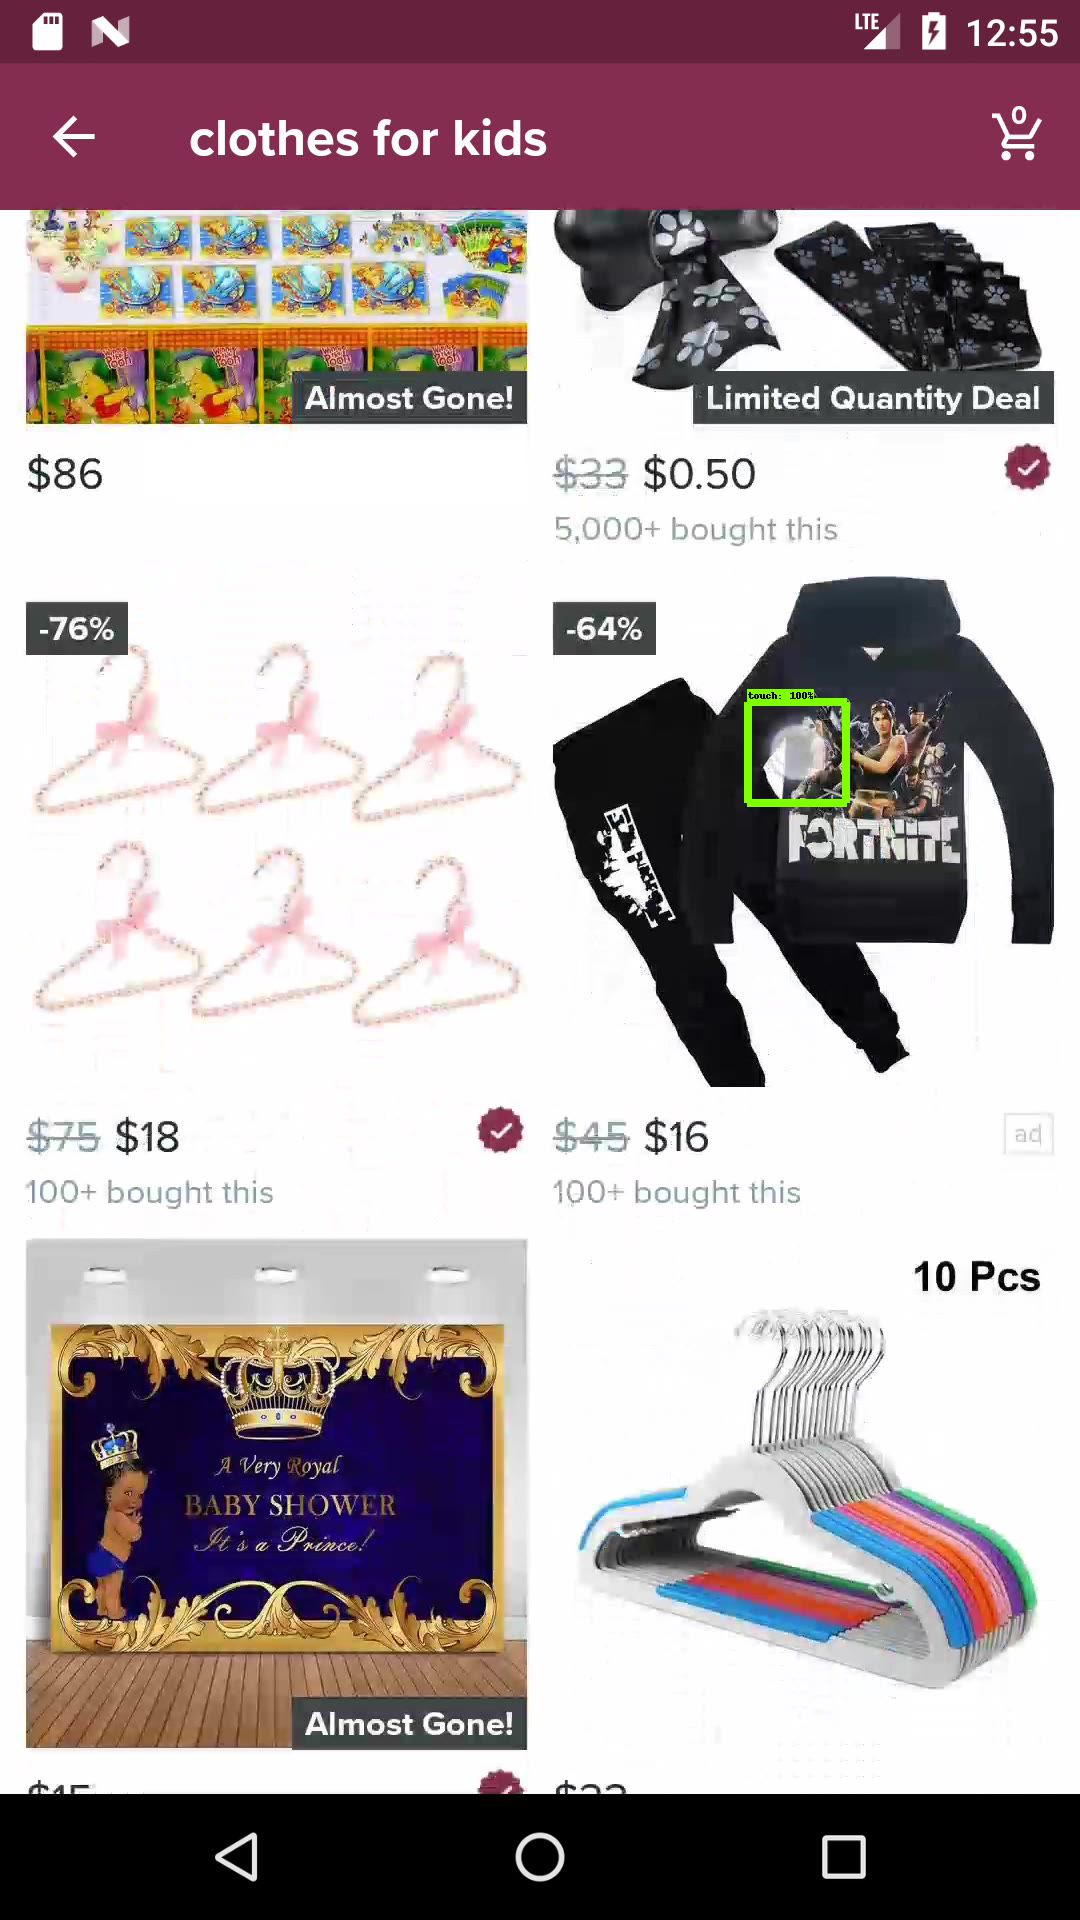 LTE 12:55
clothes for kids
0
Almost Gone!
Limited Quantity Deal
$86
$33 $0.50
5,000+ bought this
-76%
-64%
touch: 100%
FORTNITE
$75 $18
100+ bought this
$45 $16
ad
100+ bought this
10 Pcs
A Very Royal
BABY SHOWER
It's a Prince!
Almost Gone!